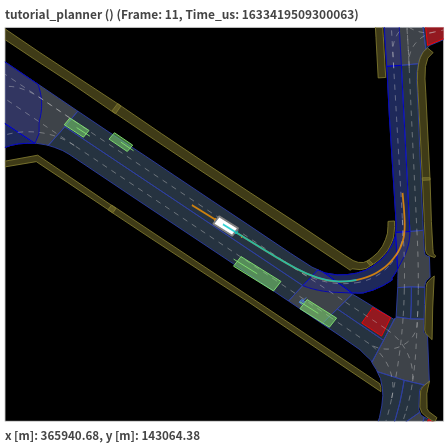 tutorial_planner () (Frame: 11, Time_us: 1633419509300063)
x [m]: 365940.68, y [m]: 143064.38